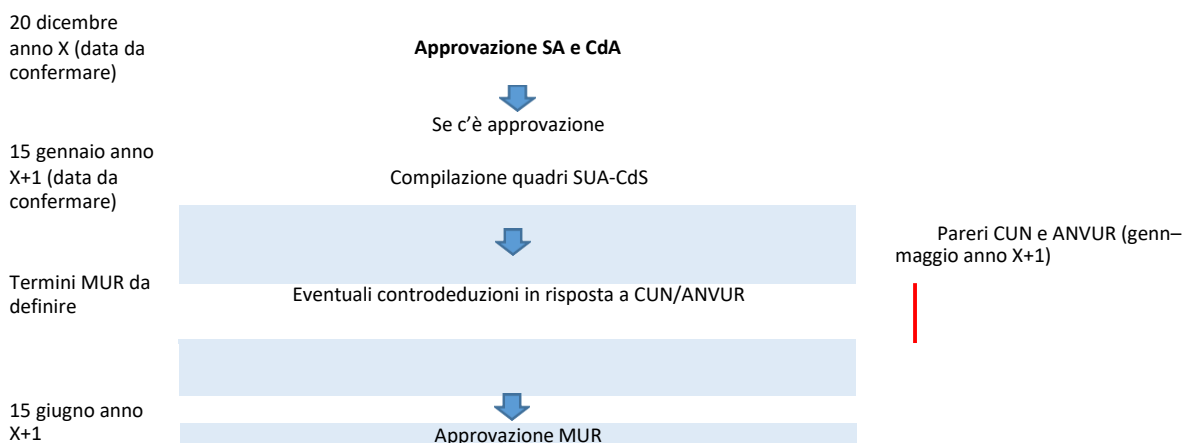 20 dicembre
anno X (data da
confermare)
Approvazione SA e CdA
Se c'è approvazione
15 gennaio anno
X+1 (data da
confermare)
Compilazione quadri SUA-CdS
Pareri CUN e ANVUR (genn–
maggio anno X+1)
Termini MUR da
definire
Eventuali controdeduzioni in risposta a CUN/ANVUR
15 giugno anno
X+1
Approvazione MUR